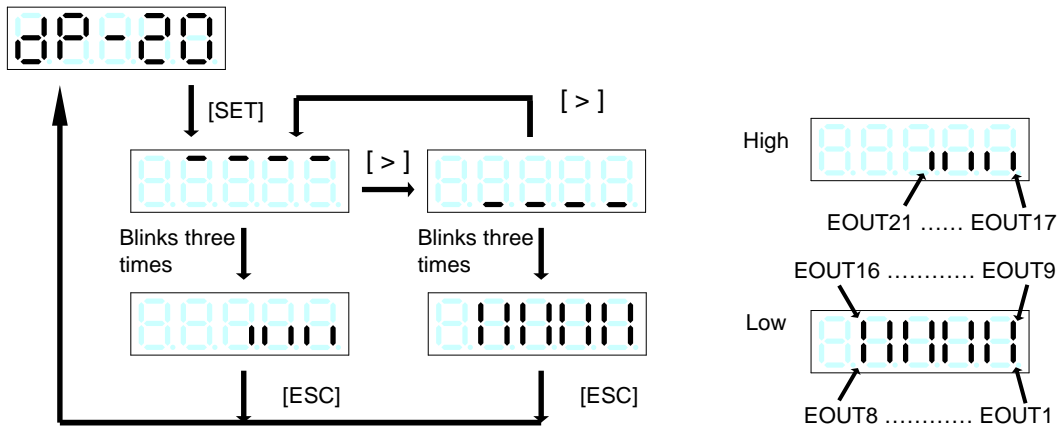 dP-20
[SET]
[ > ]
[ > ]
Blinks three
times
Blinks three
times
[ESC]
[ESC]
High
EOUT21 ...... EOUT17
EOUT16 ............ EOUT9
Low
EOUT8 ............ EOUT1